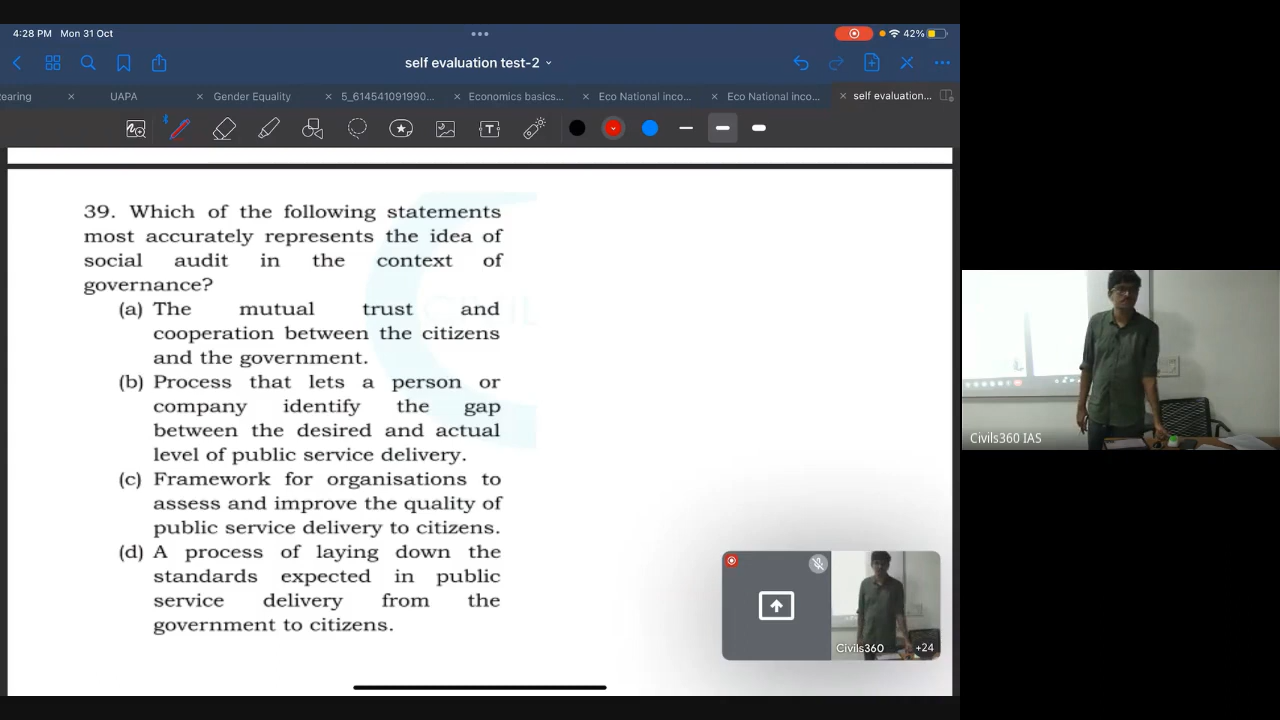 4:28 PM Mon 31 Oct
42%
self evaluation test-2
earing
UAPA
Gender Equality
5_614541091990...
Economics basics...
Eco National inco...
Eco National inco...
self evaluation...
39. Which of the following statements
most accurately represents the idea of
social audit in the context of
governance?
(a) The mutual trust and
cooperation between the citizens
and the government.
(b) Process that lets a person or
company identify the gap
between the desired and actual
level of public service delivery.
(c) Framework for organisations to
assess and improve the quality of
public service delivery to citizens.
(d) A process of laying down the
standards expected in public
service delivery from the
government to citizens.
Civils360 IAS
Civils360
+24